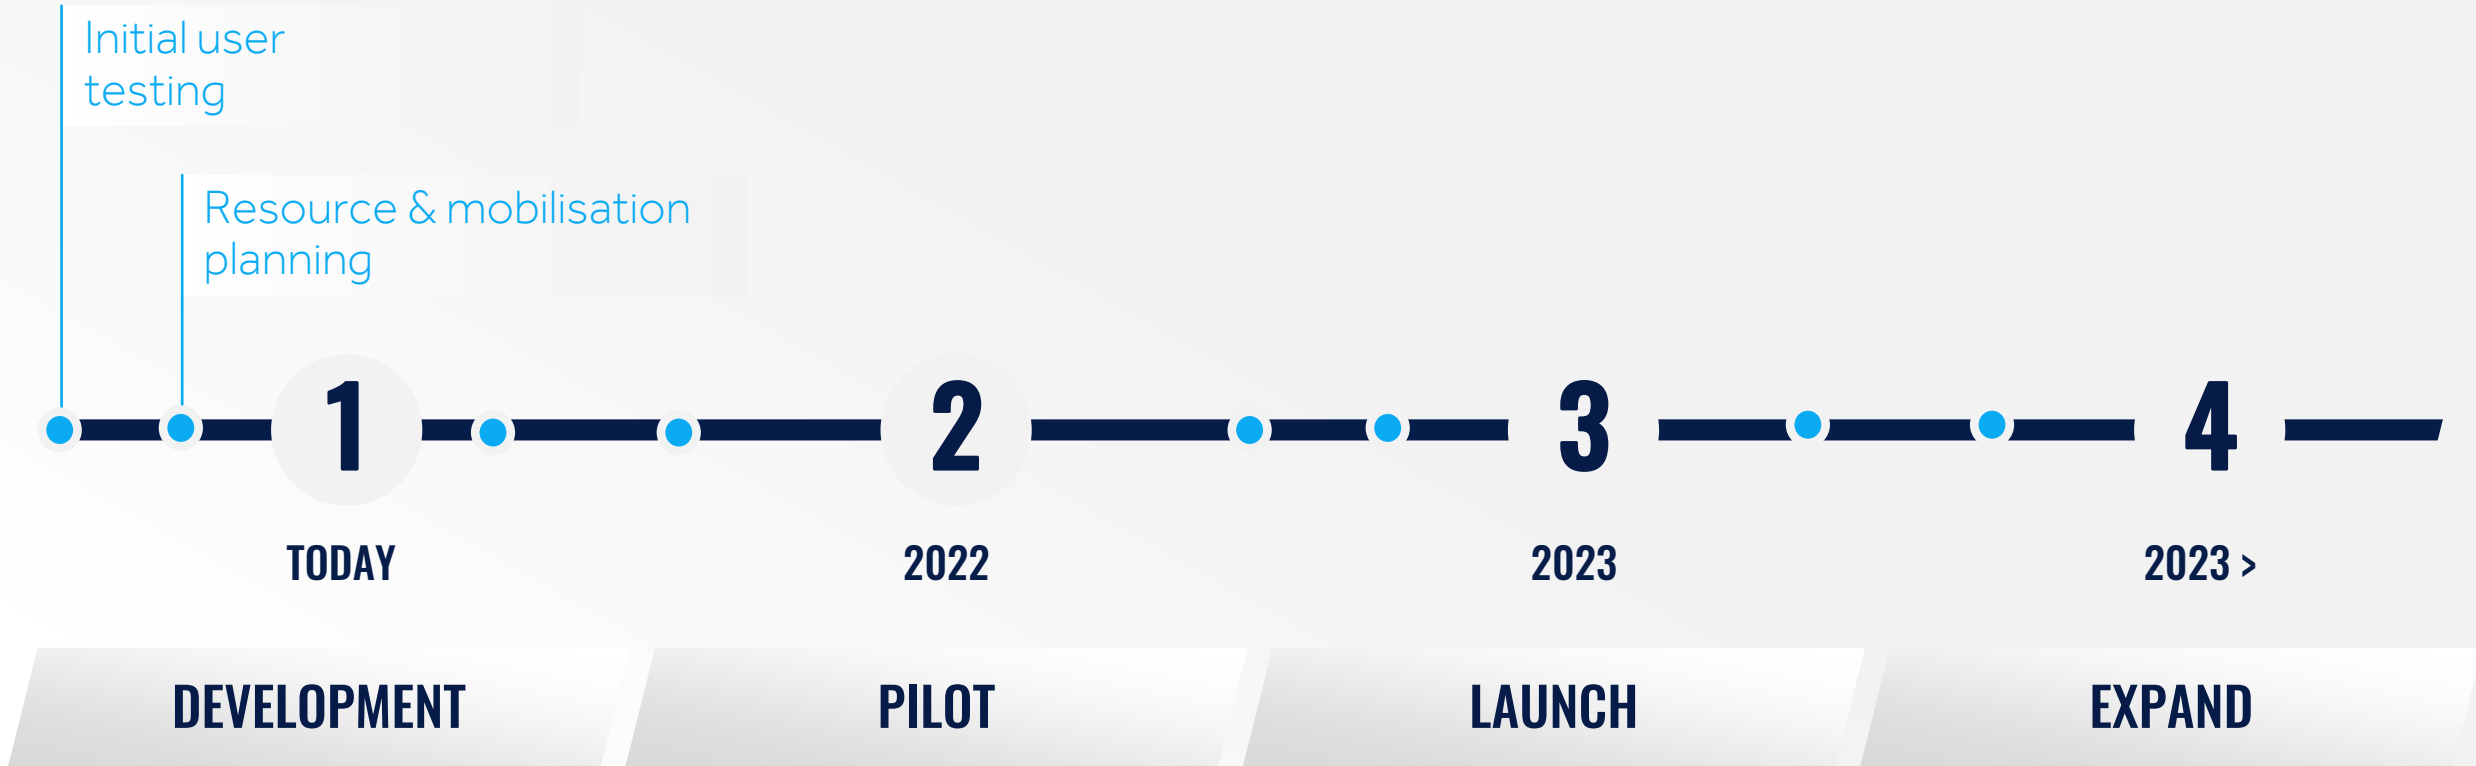 Initial user
testing
Resource & mobilisation
planning
1
2
3
4
TODAY
2022
2023
2023 >
DEVELOPMENT
PILOT
LAUNCH
EXPAND